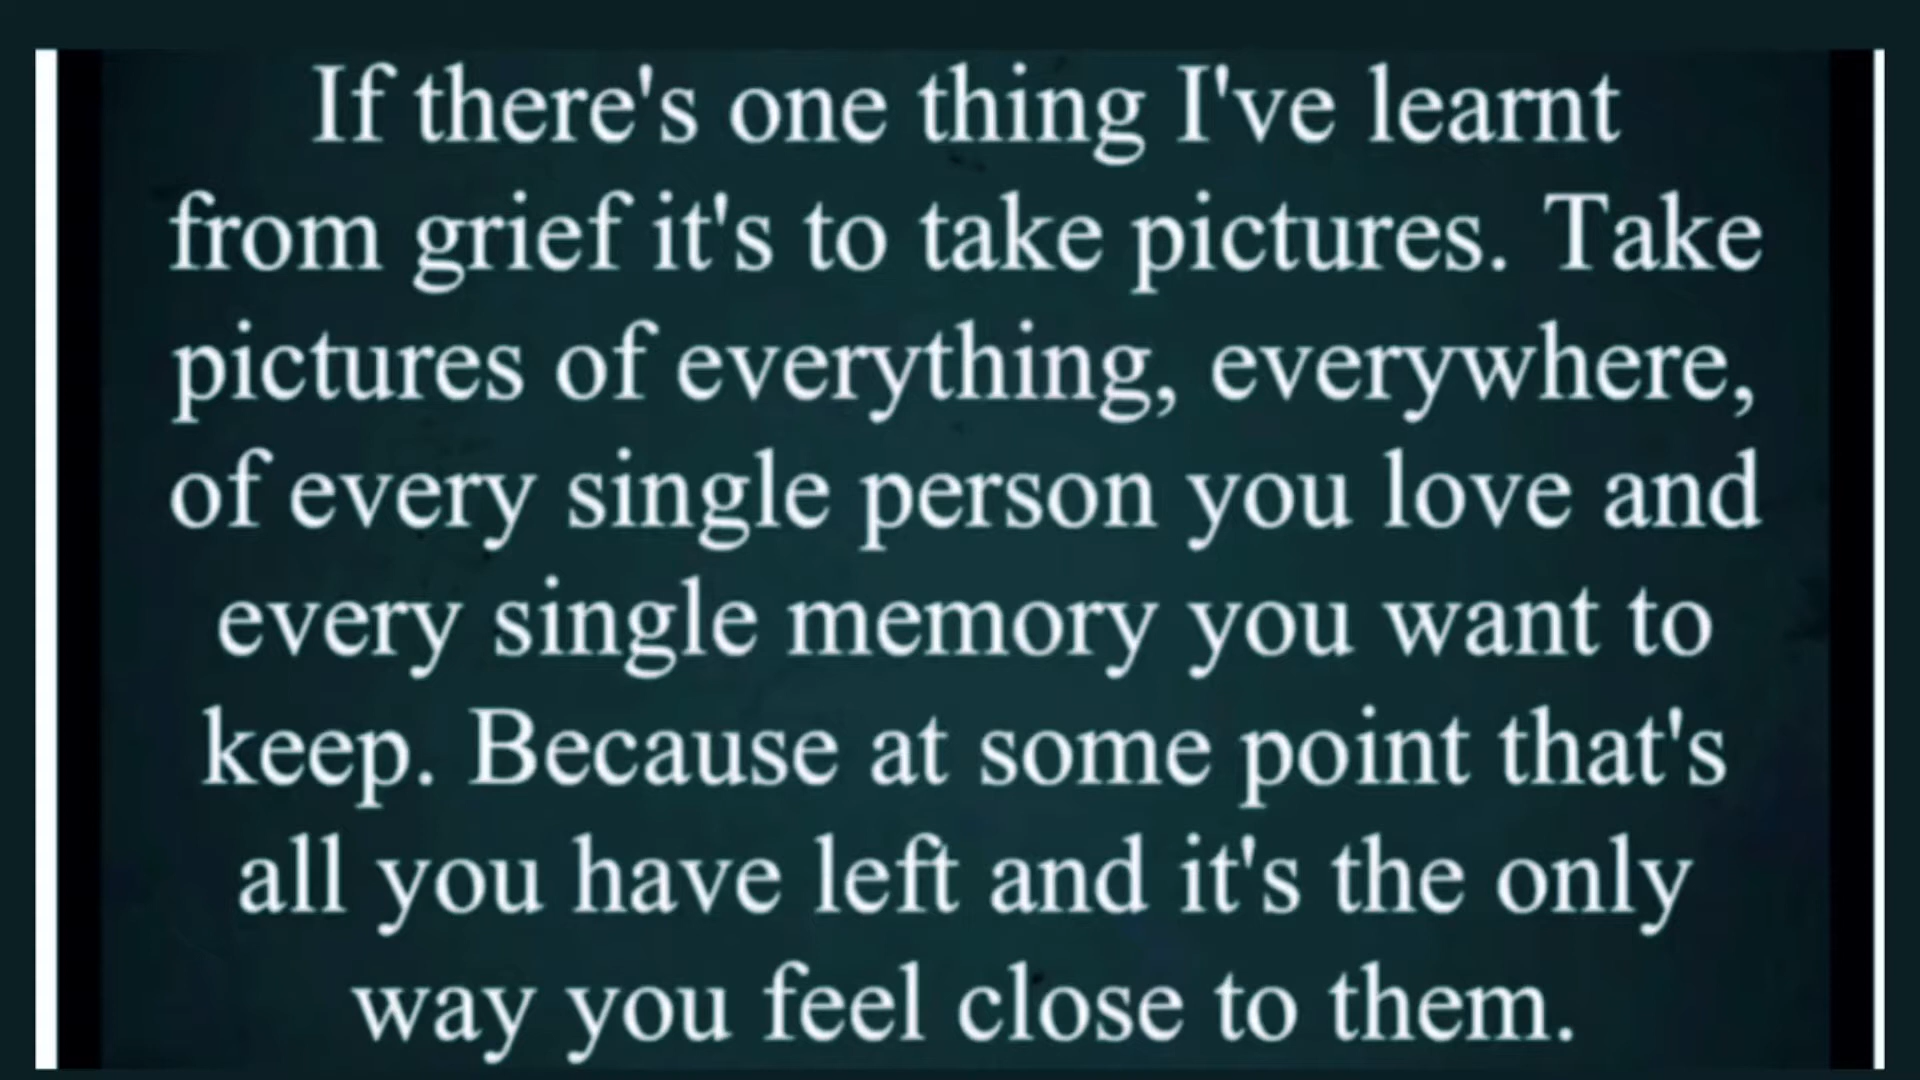 If there's one thing I've learnt
from grief it's to take pictures. Take
pictures of everything, everywhere,
of every single person you love and
every single memory you want to
keep. Because at some point that's
all you have left and it's the only
way you feel close to them.